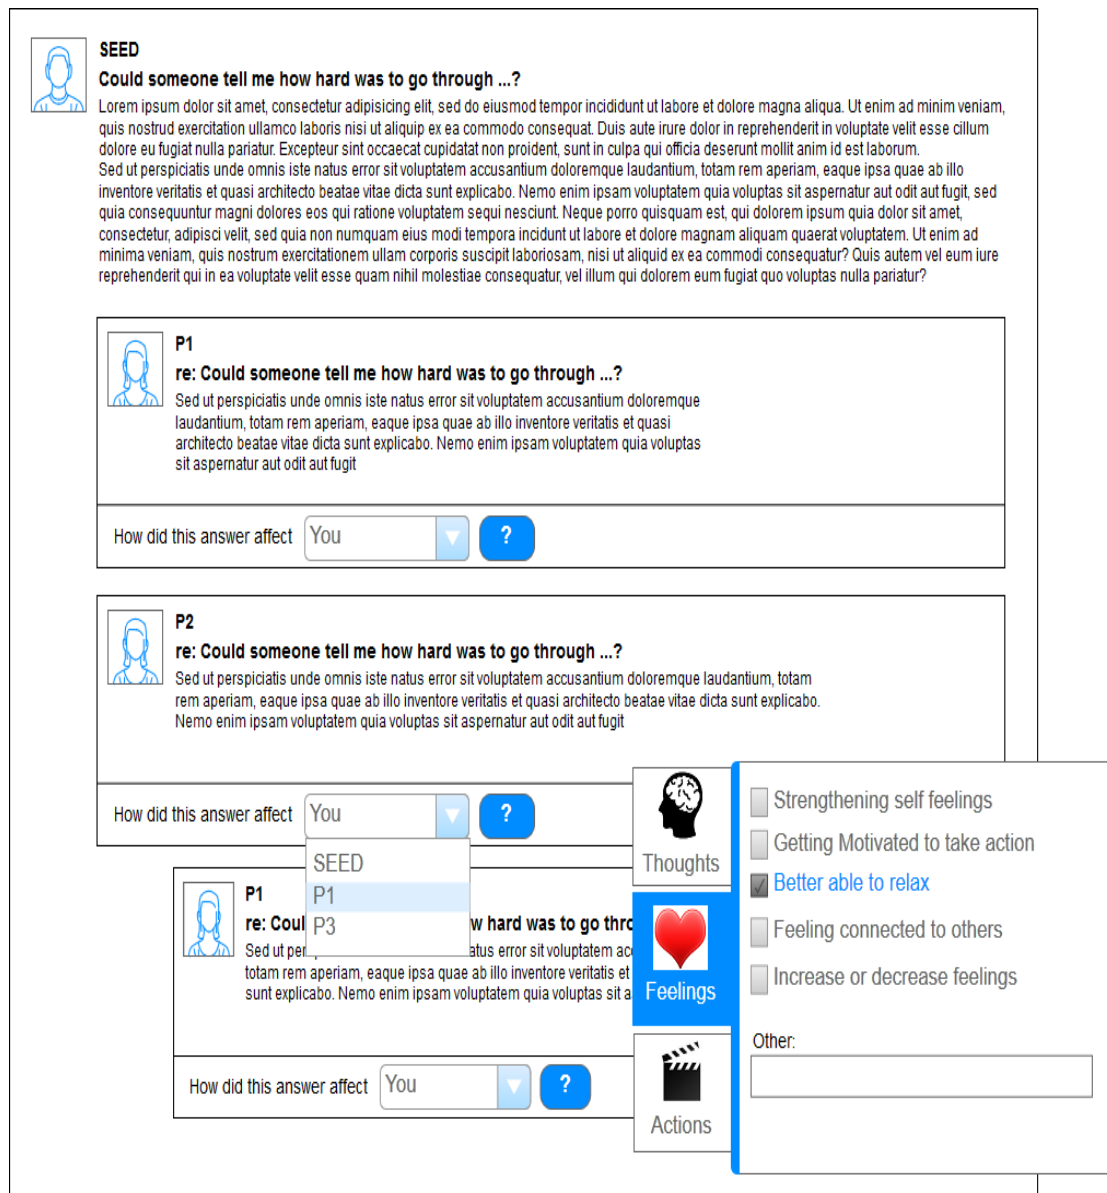 SEED
Could someone tell me how hard was to go through ...?
Lorem ipsum dolor sit amet, consectetur adipisicing elit, sed do eiusmod tempor incididunt ut labore et dolore magna aliqua. Ut enim ad minim veniam,
quis nostrud exercitation ullamco laboris nisi ut aliquip ex ea commodo consequat. Duis aute irure dolor in reprehenderit in voluptate velit esse cillum
dolore eu fugiat nulla pariatur. Excepteur sint occaecat cupidatat non proident, sunt in culpa qui officia deserunt mollit anim id est laborum.
Sed ut perspiciatis unde omnis iste natus error sit voluptatem accusantium doloremque laudantium, totam rem aperiam, eaque ipsa quae ab illo
inventore veritatis et quasi architecto beatae vitae dicta sunt explicabo. Nemo enim ipsam voluptatem quia voluptas sit aspernatur aut odit aut fugit, sed
quia consequuntur magni dolores eos qui ratione voluptatem sequi nesciunt. Neque porro quisquam est, qui dolorem ipsum quia dolor sit amet,
consectetur, adipisci velit, sed quia non numquam eius modi tempora incidunt ut labore et dolore magnam aliquam quaerat voluptatem. Ut enim ad
minima veniam, quis nostrum exercitationem ullam corporis suscipit laboriosam, nisi ut aliquid ex ea commodi consequatur? Quis autem vel eum iure
reprehenderit qui in ea voluptate velit esse quam nihil molestiae consequatur, vel illum qui dolorem eum fugiat quo voluptas nulla pariatur?
P1
re: Could someone tell me how hard was to go through ...?
Sed ut perspiciatis unde omnis iste natus error sit voluptatem accusantium doloremque
laudantium, totam rem aperiam, eaque ipsa quae ab illo inventore veritatis et quasi
architecto beatae vitae dicta sunt explicabo. Nemo enim ipsam voluptatem quia voluptas
sit aspernatur aut odit aut fugit
How did this answer affect You ?
P2
re: Could someone tell me how hard was to go through ...?
Sed ut perspiciatis unde omnis iste natus error sit voluptatem accusantium doloremque laudantium, totam
rem aperiam, eaque ipsa quae ab illo inventore veritatis et quasi architecto beatae vitae dicta sunt explicabo.
Nemo enim ipsam voluptatem quia voluptas sit aspernatur aut odit aut fugit
How did this answer affect You ?
SEED
P1
P3
P1
re: Coul w hard was to go thro
Sed ut per atus error sit voluptatem ac
totam rem aperiam, eaque ipsa quae ab illo inventore veritatis et
sunt explicabo. Nemo enim ipsam voluptatem quia voluptas sit a
How did this answer affect You ?
Thoughts
Feelings
Actions
Strengthening self feelings
Getting Motivated to take action
Better able to relax
Feeling connected to others
Increase or decrease feelings
Other: